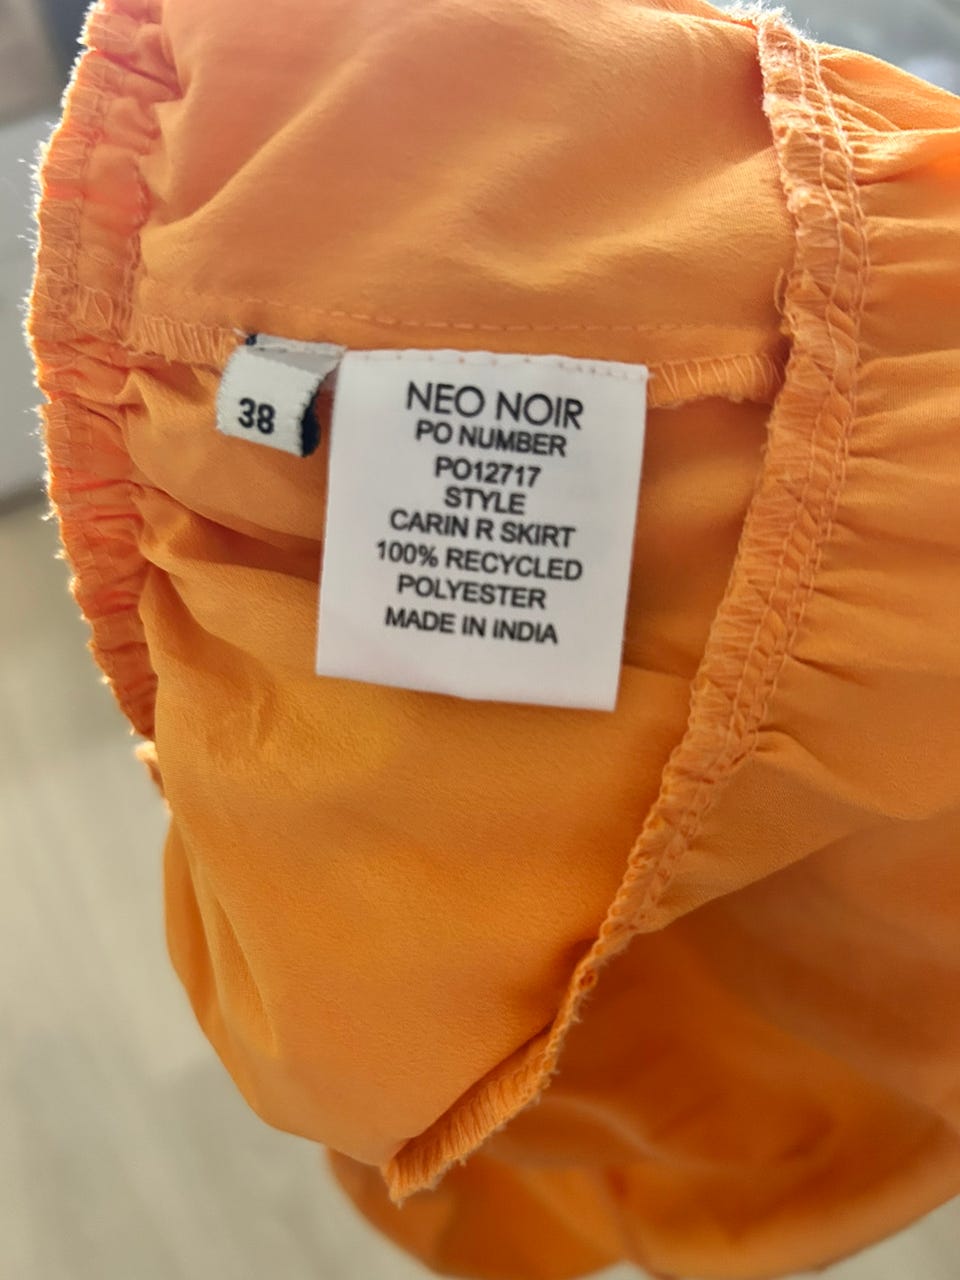 38
NEO NOIR
PO NUMBER
PO12717
STYLE
CARIN R SKIRT
100% RECYCLED
POLYESTER
MADE IN INDIA